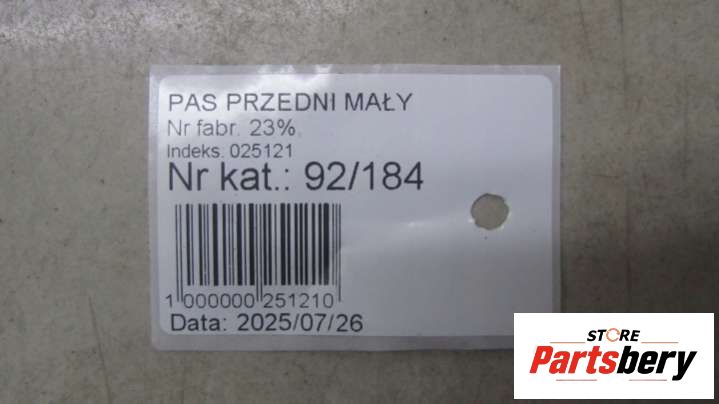 PAS PRZEDNI MAŁY
Nr fabr. 23%
Indeks. 025121
Nr kat.: 92/184
1 000000 251210
Data: 2025/07/26
STORE
Partsbery